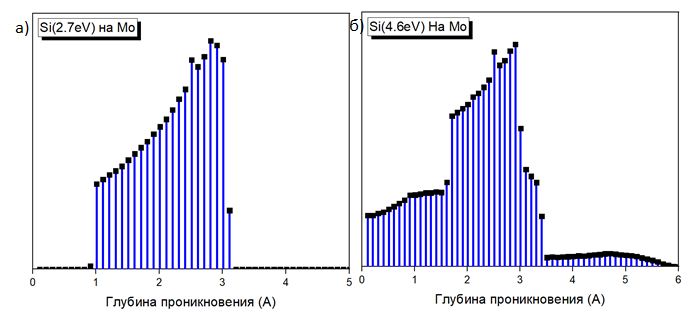 а)
Si(2.7eV) на Mo
0 1 2 3 4 5
Глубина проникновения (А)
б)
Si(4.6eV) На Mo
0 1 2 3 4 5 6
Глубина проникновения (А)